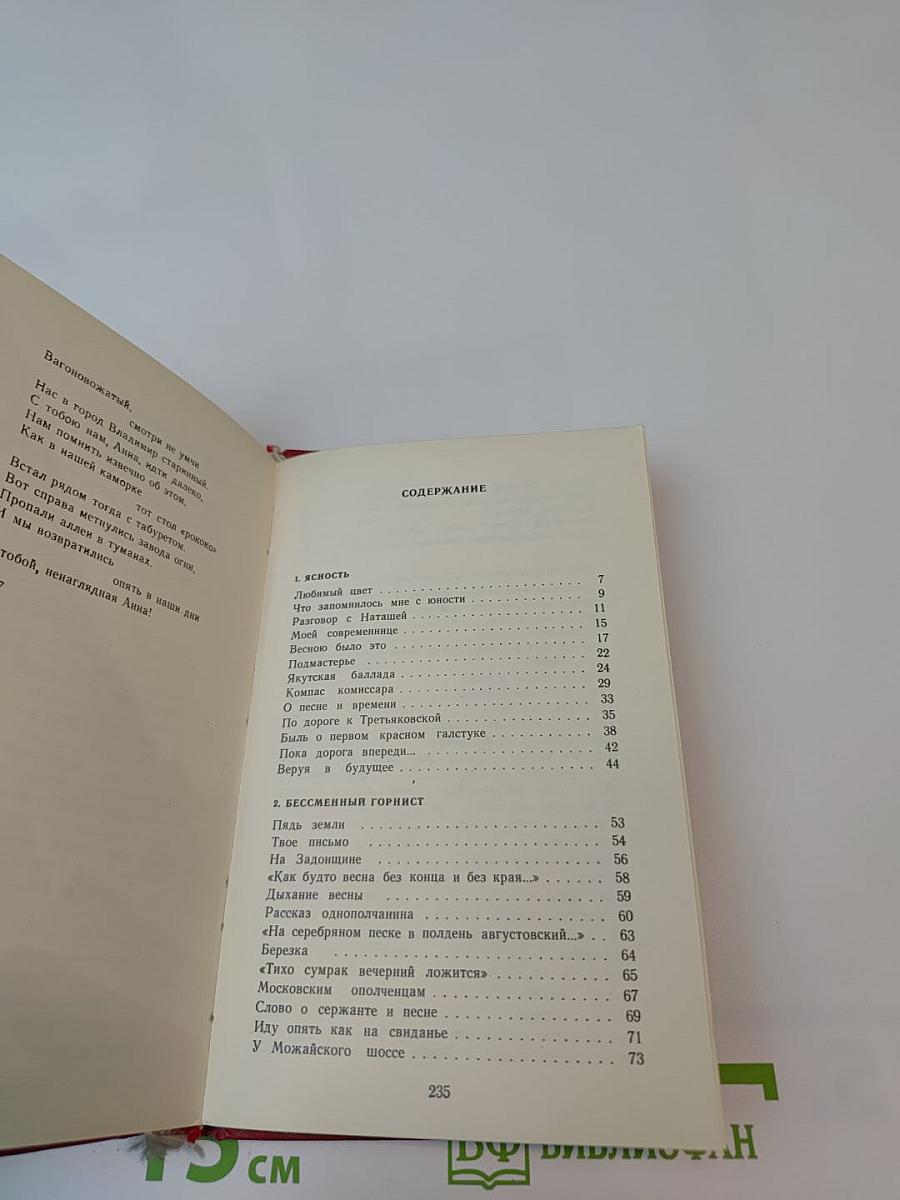 Вагоновожатый,
смотри не умчи
Нас в город Владимир старинный.
С тобою нам, Анна, идти далеко,
Нам помнить извечно об этом,
Как в нашей каморке
тот стол «рококо»
Встал рядом тогда с табуретом.
Вот справа метнулись завода огни,
Пропали аллеи в туманах.
И мы возвратились
опять в наши дни
тобой, ненаглядная Анна!
7
СОДЕРЖАНИЕ
1. ЯСНОСТЬ
Любимый цвет . . . . . . . . . . . . . . . . . . . . . . . . . . 7
Что запомнилось мне с юности . . . . . . . . . . . . . . 9
Разговор с Наташей . . . . . . . . . . . . . . . . . . . . . 11
Моей современнице . . . . . . . . . . . . . . . . . . . . . . 15
Весною было это . . . . . . . . . . . . . . . . . . . . . . . . 17
Подмастерье . . . . . . . . . . . . . . . . . . . . . . . . . . . 22
Якутская баллада . . . . . . . . . . . . . . . . . . . . . . . 24
Компас комиссара . . . . . . . . . . . . . . . . . . . . . . . 29
О песне и времени . . . . . . . . . . . . . . . . . . . . . . 33
По дороге к Третьяковской . . . . . . . . . . . . . . . . . 35
Быль о первом красном галстуке . . . . . . . . . . . . . 38
Пока дорога впереди... . . . . . . . . . . . . . . . . . . . 42
Веруя в будущее . . . . . . . . . . . . . . . . . . . . . . . . 44
2. БЕССМЕННЫЙ ГОРНИСТ
Пядь земли . . . . . . . . . . . . . . . . . . . . . . . . . . 53
Твое письмо . . . . . . . . . . . . . . . . . . . . . . . . . 54
На Задонщине . . . . . . . . . . . . . . . . . . . . . . . . 56
«Как будто весна без конца и без края...» . . . . . . 58
Дыхание весны . . . . . . . . . . . . . . . . . . . . . . . 59
Рассказ однополчанина . . . . . . . . . . . . . . . . . . . 60
«На серебряном песке в полдень августовский...» . . 63
Березка . . . . . . . . . . . . . . . . . . . . . . . . . . . . 64
«Тихо сумрак вечерний ложится» . . . . . . . . . . . . . 65
Московским ополченцам . . . . . . . . . . . . . . . . . . 67
Слово о сержанте и песне . . . . . . . . . . . . . . . . . 69
Иду опять как на свиданье . . . . . . . . . . . . . . . . 71
У Можайского шоссе . . . . . . . . . . . . . . . . . . . . . 73
235
15 СМ
БФ БИБЛИОФАН